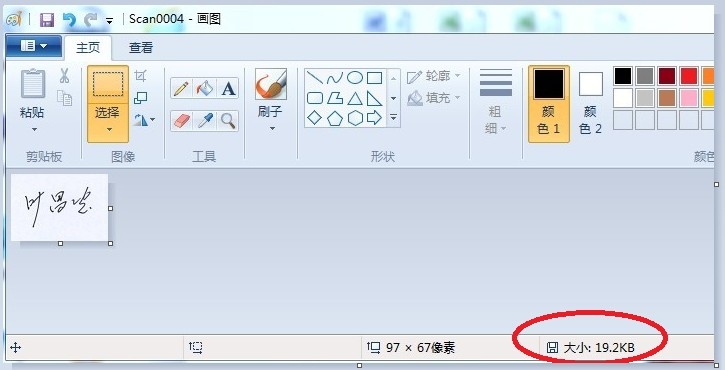 Scan0004 - 画图
主页 查看
粘贴
选择
刷子
轮廓
填充
粗细
颜色 1
颜色 2
剪贴板
图像
工具
形状
颜色
97 × 67像素
大小: 19.2KB